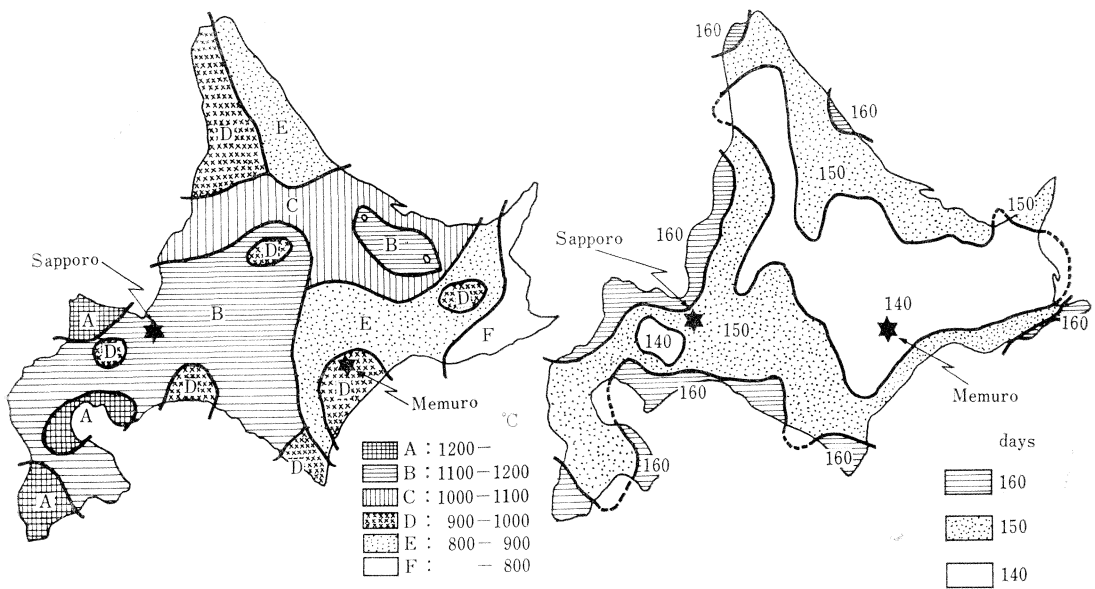 D
E
C
B
D
Sapporo
A
B
D
D
E
F
D
D
A
D
A
Memuro
°C
A : 1200—
B : 1100—1200
C : 1000—1100
D : 900—1000
E : 800— 900
F : — 800
160
160
150
150
160
Sapporo
140
150
140
160
160
Memuro
160
160
days
160
150
140